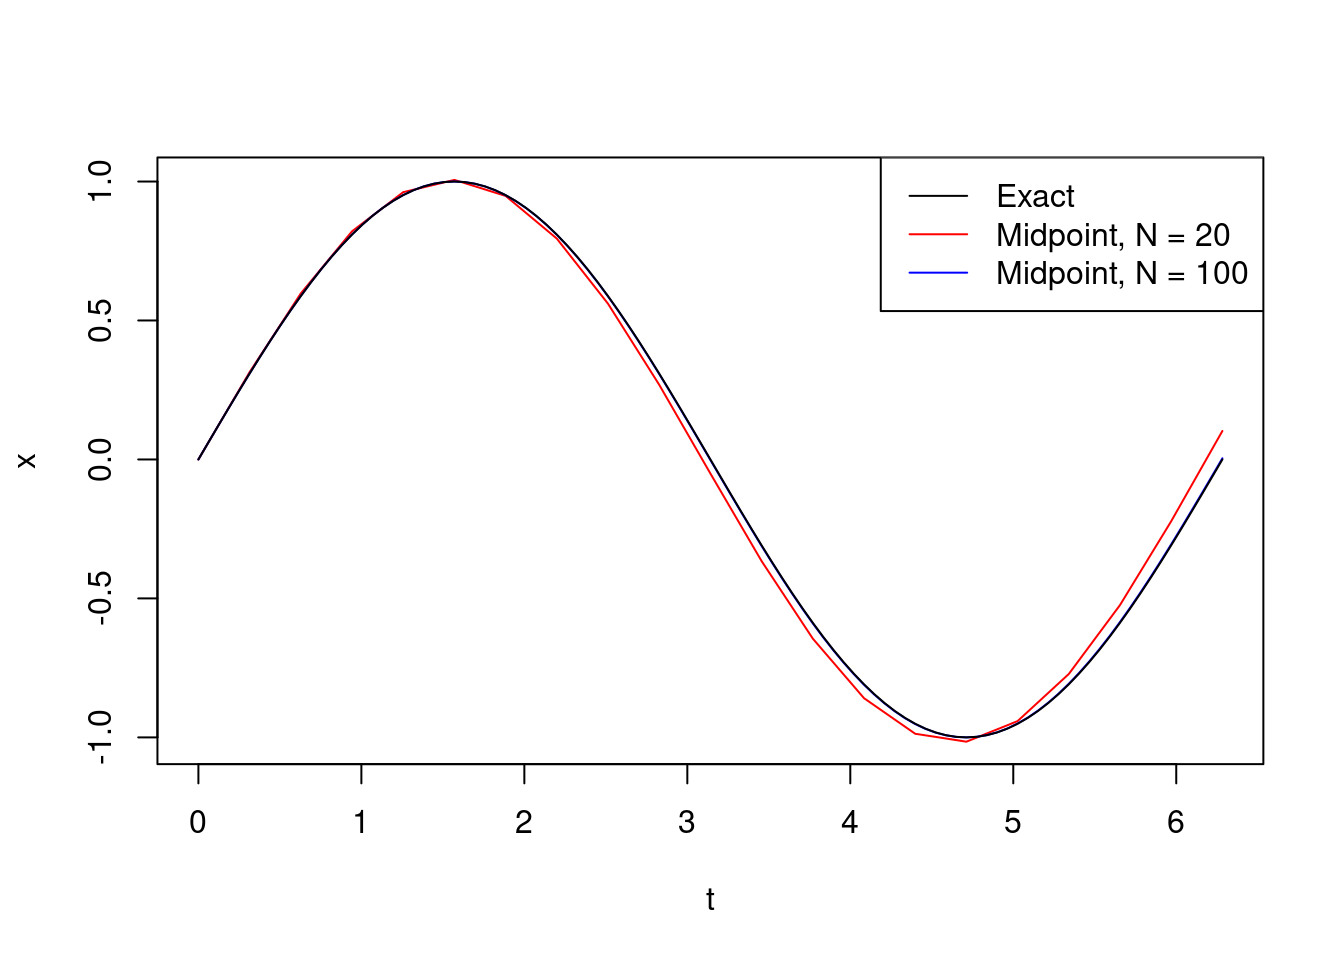 Exact
Midpoint, N = 20
Midpoint, N = 100
1.0
0.5
0.0
-0.5
-1.0
x
0 1 2 3 4 5 6
t